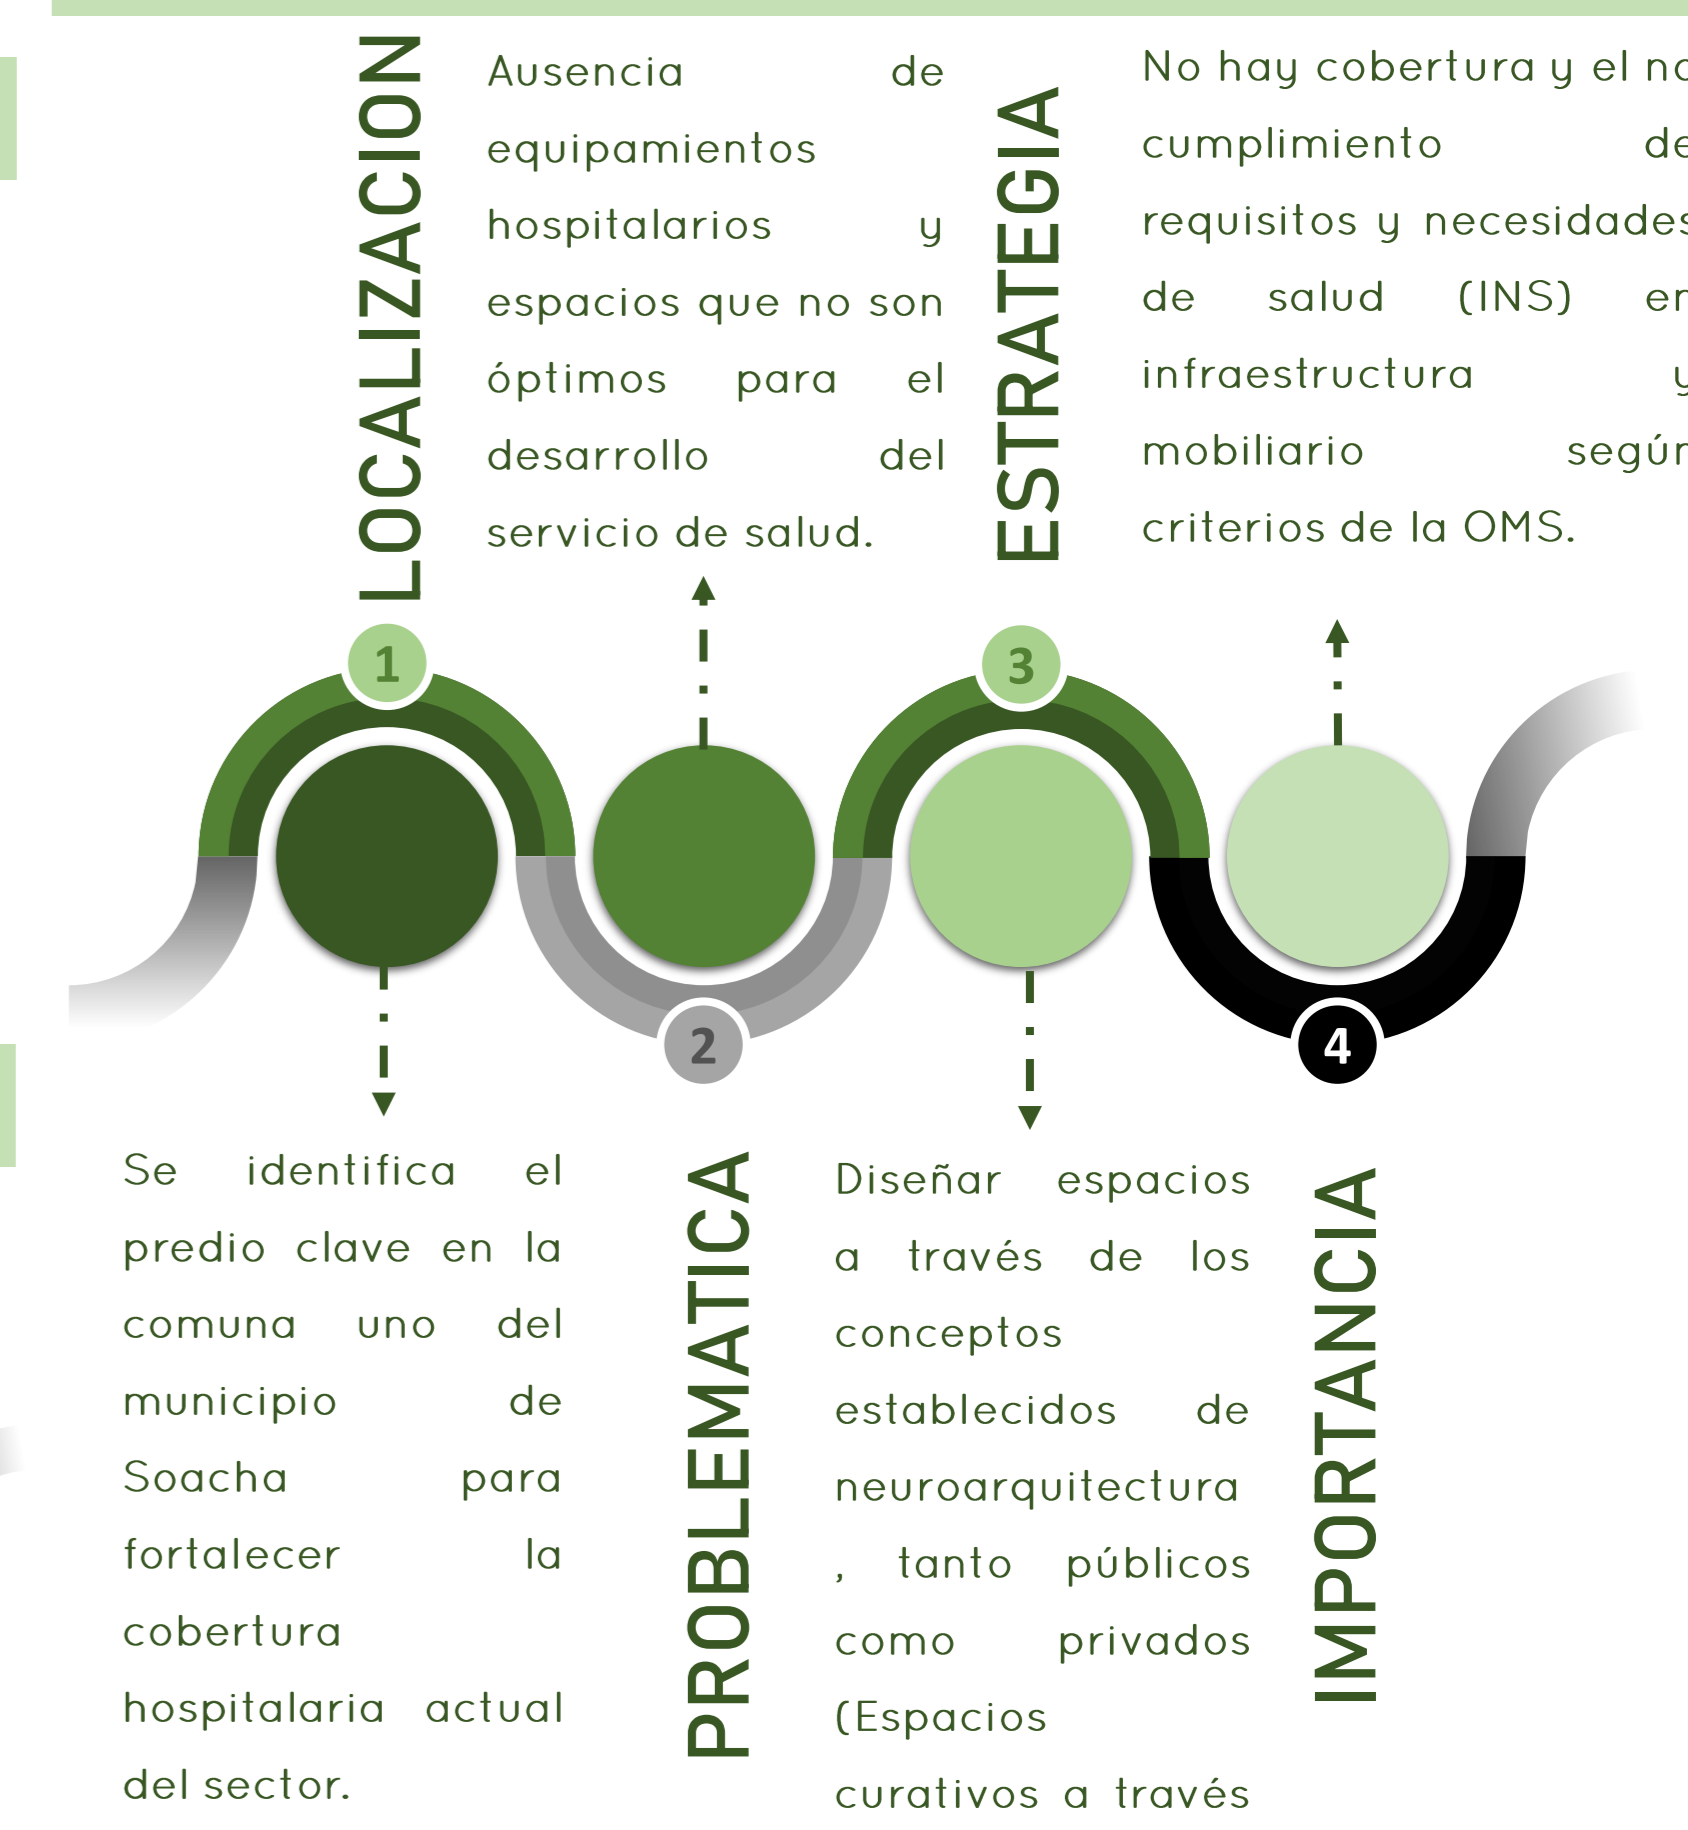 LOCALIZACION
Ausencia de
equipamientos
hospitalarios y
espacios que no son
óptimos para el
desarrollo del
servicio de salud.
ESTRATEGIA
No hay cobertura y el no
cumplimiento de
requisitos y necesidades
de salud (INS) en
infraestructura y
mobiliario según
criterios de la OMS.
1
3
2
4
Se identifica el
predio clave en la
comuna uno del
municipio de
Soacha para
fortalecer la
cobertura
hospitalaria actual
del sector.
PROBLEMATICA
Diseñar espacios
a través de los
conceptos
establecidos de
neuroarquitectura
, tanto públicos
como privados
(Espacios
curativos a través
IMPORTANCIA